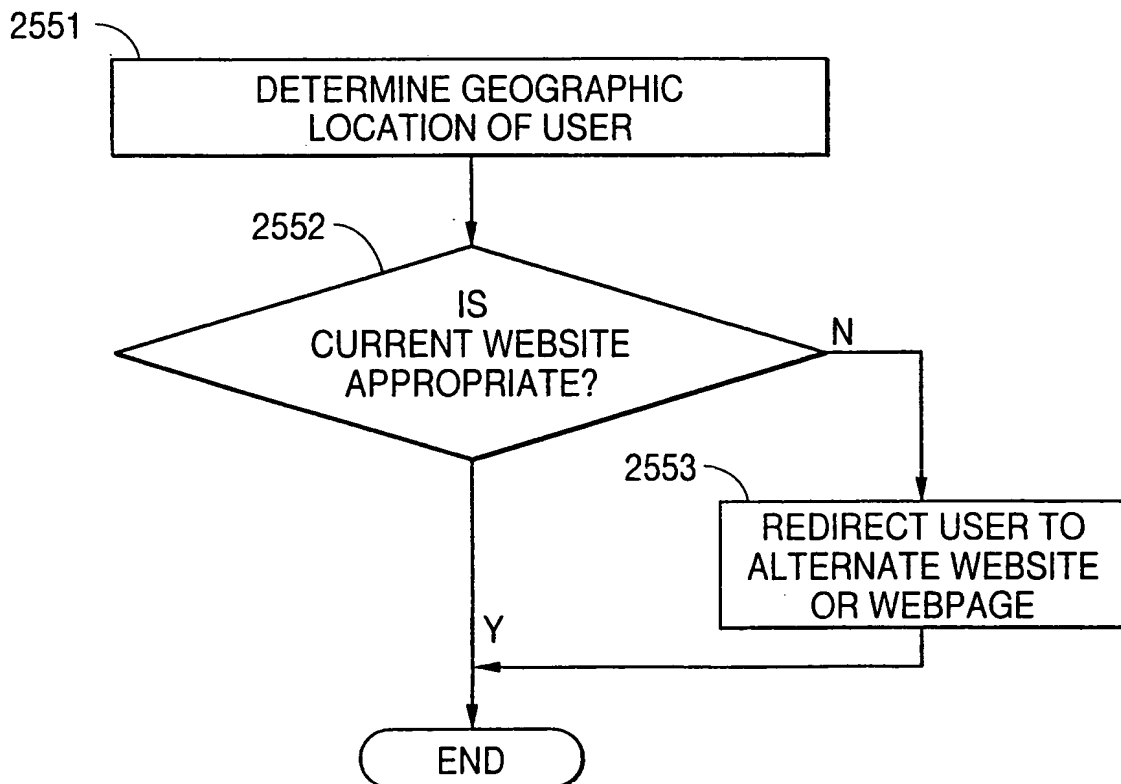 2551
DETERMINE GEOGRAPHIC
LOCATION OF USER
2552
IS
CURRENT WEBSITE
APPROPRIATE?
N
2553
REDIRECT USER TO
ALTERNATE WEBSITE
OR WEBPAGE
Y
END